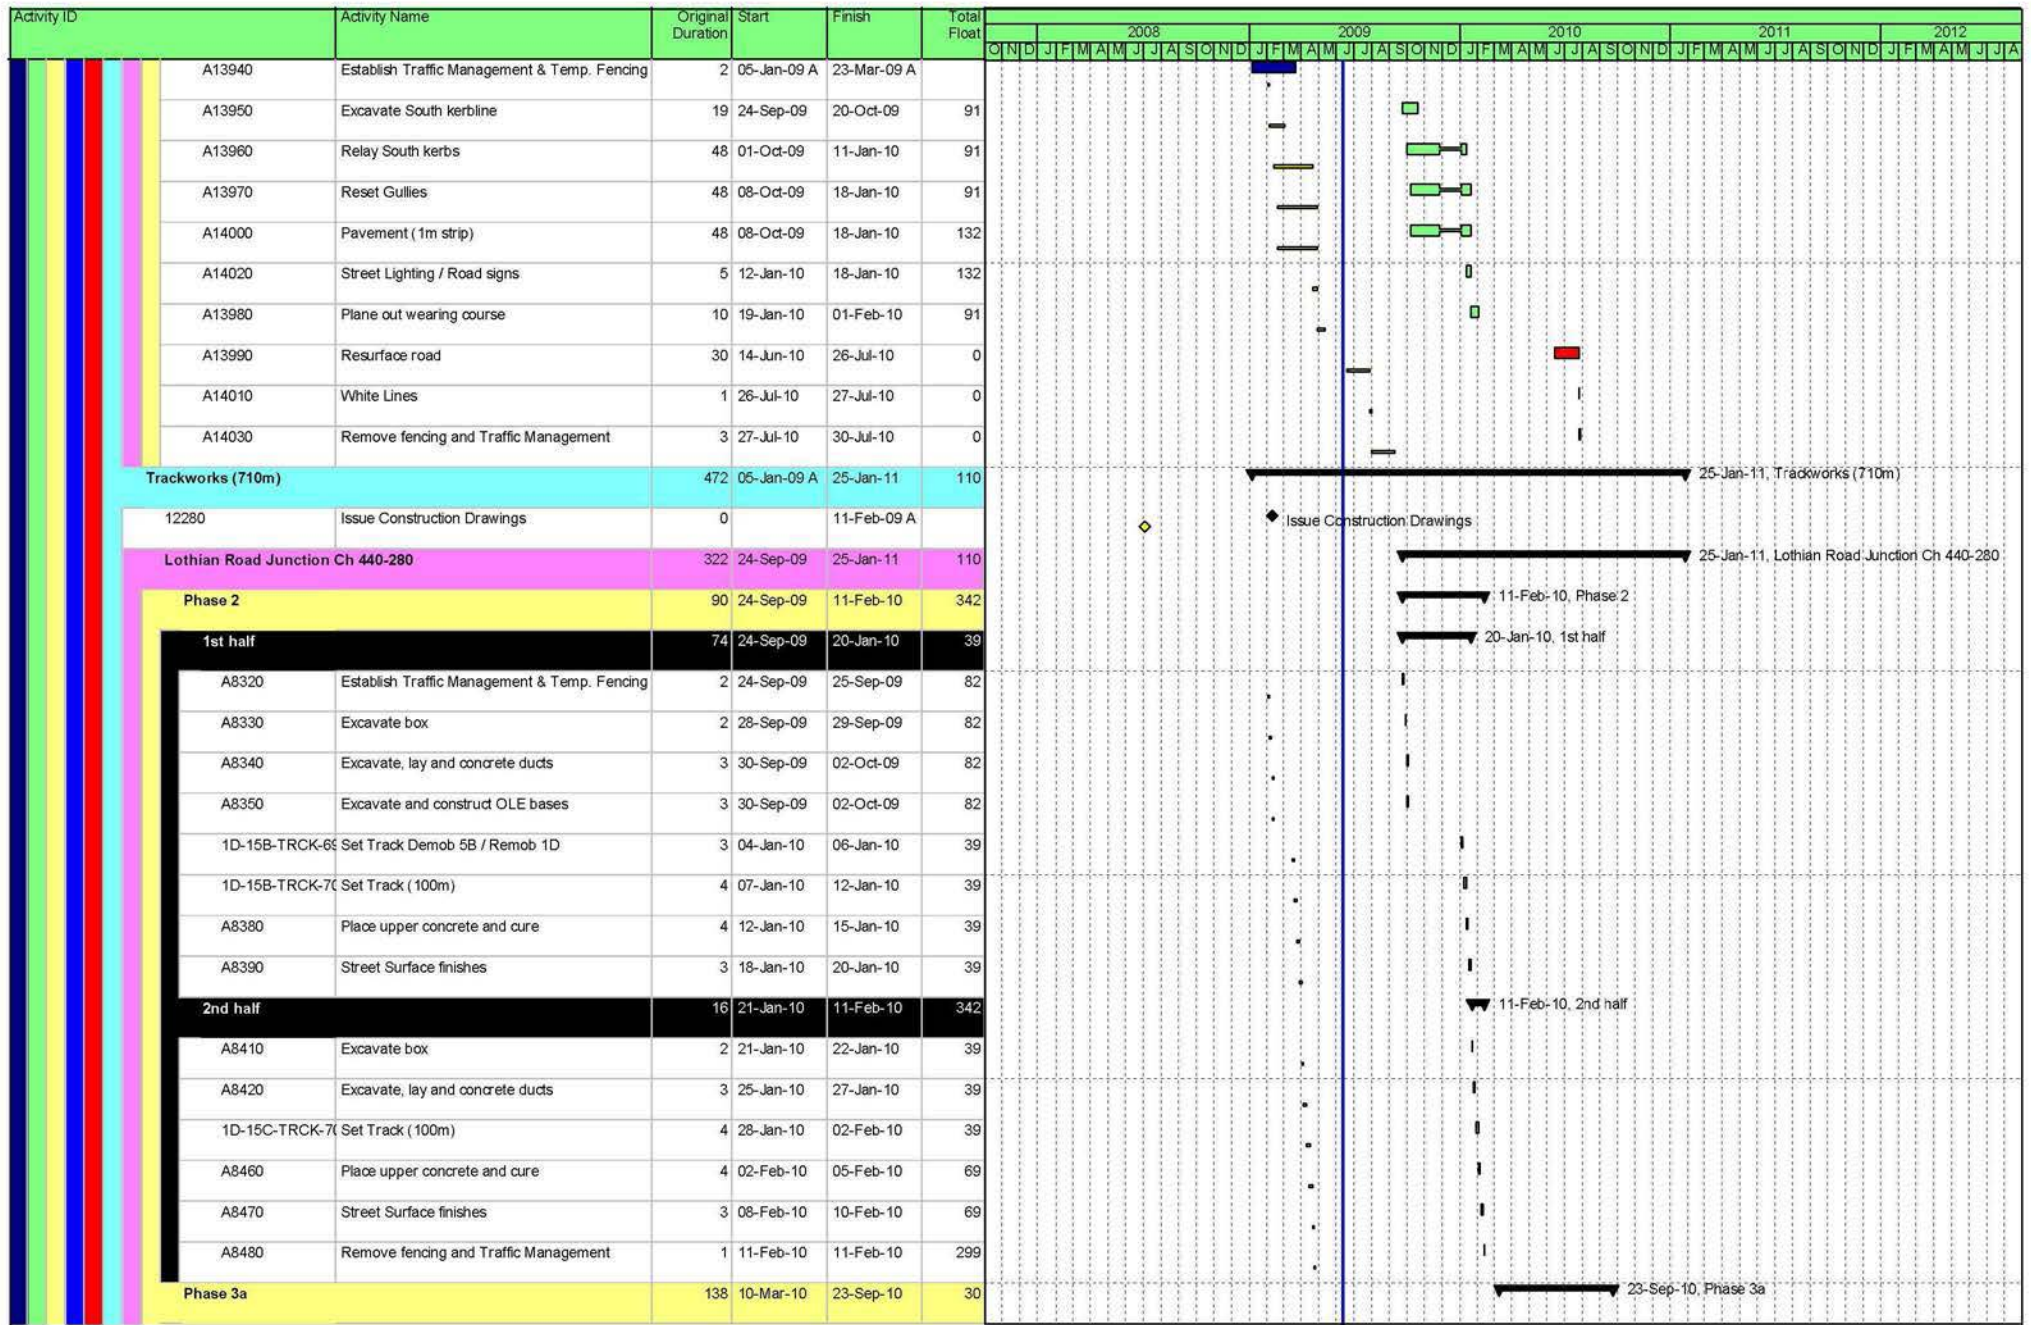 Activity ID Activity Name Original Duration Start Finish Total Float
2008 2009 2010 2011 2012
O N D J F M A M J J A S O N D J F M A M J J A S O N D J F M A M J J A S O N D J F M A M J J A S O N D J F M A M J J A
A13940 Establish Traffic Management & Temp. Fencing 2 05-Jan-09 A 23-Mar-09 A
A13950 Excavate South kerbline 19 24-Sep-09 20-Oct-09 91
A13960 Relay South kerbs 48 01-Oct-09 11-Jan-10 91
A13970 Reset Gullies 48 08-Oct-09 18-Jan-10 91
A14000 Pavement (1m strip) 48 08-Oct-09 18-Jan-10 132
A14020 Street Lighting / Road signs 5 12-Jan-10 18-Jan-10 132
A13980 Plane out wearing course 10 19-Jan-10 01-Feb-10 91
A13990 Resurface road 30 14-Jun-10 26-Jul-10 0
A14010 White Lines 1 26-Jul-10 27-Jul-10 0
A14030 Remove fencing and Traffic Management 3 27-Jul-10 30-Jul-10 0
Trackworks (710m) 472 05-Jan-09 A 25-Jan-11 110 25-Jan-11, Trackworks (710m)
12280 Issue Construction Drawings 0 11-Feb-09 A Issue Construction Drawings
Lothian Road Junction Ch 440-280 322 24-Sep-09 25-Jan-11 110 25-Jan-11, Lothian Road Junction Ch 440-280
Phase 2 90 24-Sep-09 11-Feb-10 342 11-Feb-10, Phase 2
1st half 74 24-Sep-09 20-Jan-10 39 20-Jan-10, 1st half
A8320 Establish Traffic Management & Temp. Fencing 2 24-Sep-09 25-Sep-09 82
A8330 Excavate box 2 28-Sep-09 29-Sep-09 82
A8340 Excavate, lay and concrete ducts 3 30-Sep-09 02-Oct-09 82
A8350 Excavate and construct OLE bases 3 30-Sep-09 02-Oct-09 82
1D-15B-TRCK-69 Set Track Demob 5B / Remob 1D 3 04-Jan-10 06-Jan-10 39
1D-15B-TRCK-70 Set Track (100m) 4 07-Jan-10 12-Jan-10 39
A8380 Place upper concrete and cure 4 12-Jan-10 15-Jan-10 39
A8390 Street Surface finishes 3 18-Jan-10 20-Jan-10 39
2nd half 16 21-Jan-10 11-Feb-10 342 11-Feb-10, 2nd half
A8410 Excavate box 2 21-Jan-10 22-Jan-10 39
A8420 Excavate, lay and concrete ducts 3 25-Jan-10 27-Jan-10 39
1D-15C-TRCK-70 Set Track (100m) 4 28-Jan-10 02-Feb-10 39
A8460 Place upper concrete and cure 4 02-Feb-10 05-Feb-10 69
A8470 Street Surface finishes 3 08-Feb-10 10-Feb-10 69
A8480 Remove fencing and Traffic Management 1 11-Feb-10 11-Feb-10 299
Phase 3a 138 10-Mar-10 23-Sep-10 30 23-Sep-10, Phase 3a